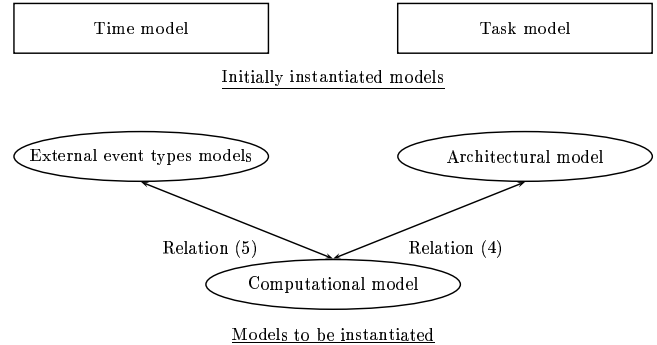 Time model
Task model
Initially instantiated models
External event types models
Architectural model
Relation (5)
Relation (4)
Computational model
Models to be instantiated